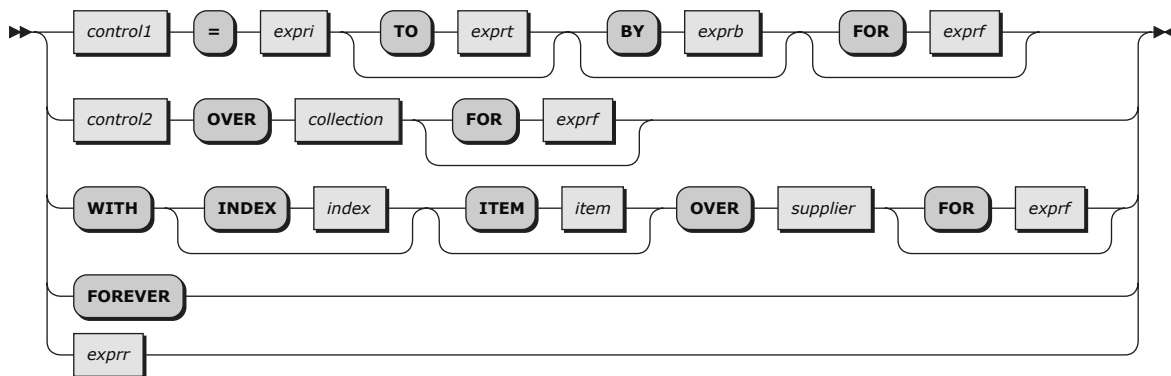 control1 = expri TO exprt BY exprb FOR exprf
control2 OVER collection FOR exprf
WITH INDEX index ITEM item OVER supplier FOR exprf
FOREVER
exprr